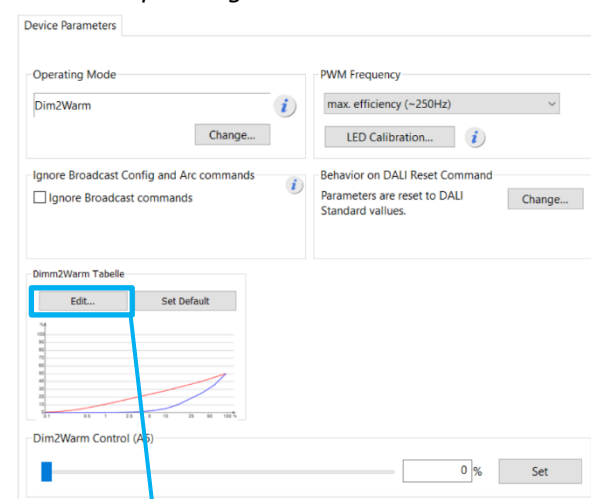 Device Parameters
Operating Mode
Dim2Warm
i
Change...
PWM Frequency
max. efficiency (~250Hz)
LED Calibration...
i
Ignore Broadcast Config and Arc commands
i
Ignore Broadcast commands
Behavior on DALI Reset Command
Parameters are reset to DALI
Standard vallues.
Change...
Dimm2Warm Tabelle
Edit...
Set Default
Dim2Warm Control (A5)
0 %
Set